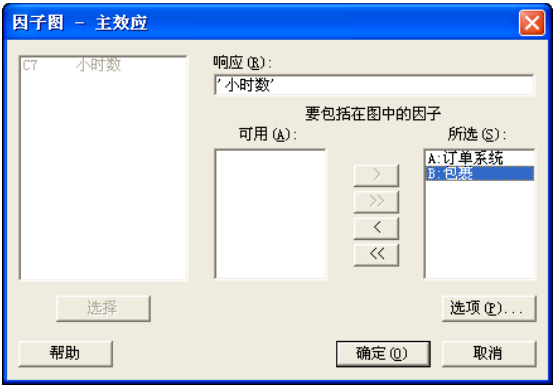 因子图 - 主效应
C7 小时数
响应(R):
'小时数'
要包括在图中的因子
可用(A):
所选(S):
A:订单系统
B:包裹
>
>>
<
<<
选择
选项(P)...
帮助
确定(O)
取消